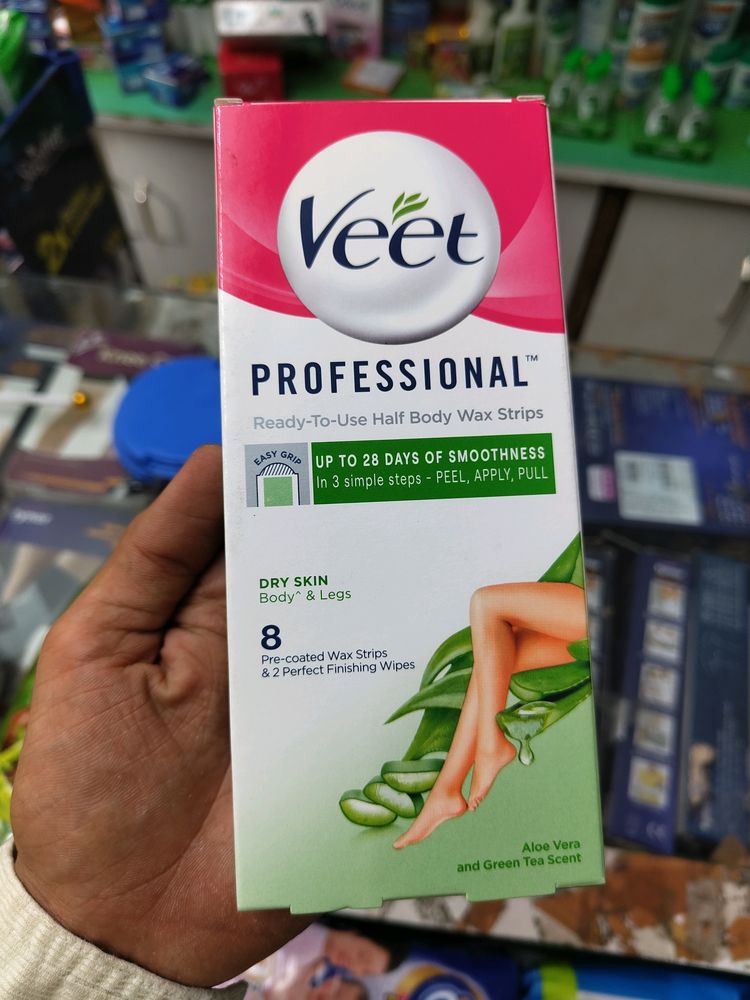 Veet
PROFESSIONAL™
Ready-To-Use Half Body Wax Strips
EASY GRIP
UP TO 28 DAYS OF SMOOTHNESS
In 3 simple steps - PEEL, APPLY, PULL
DRY SKIN
Body^ & Legs
8
Pre-coated Wax Strips
& 2 Perfect Finishing Wipes
Aloe Vera
and Green Tea Scent